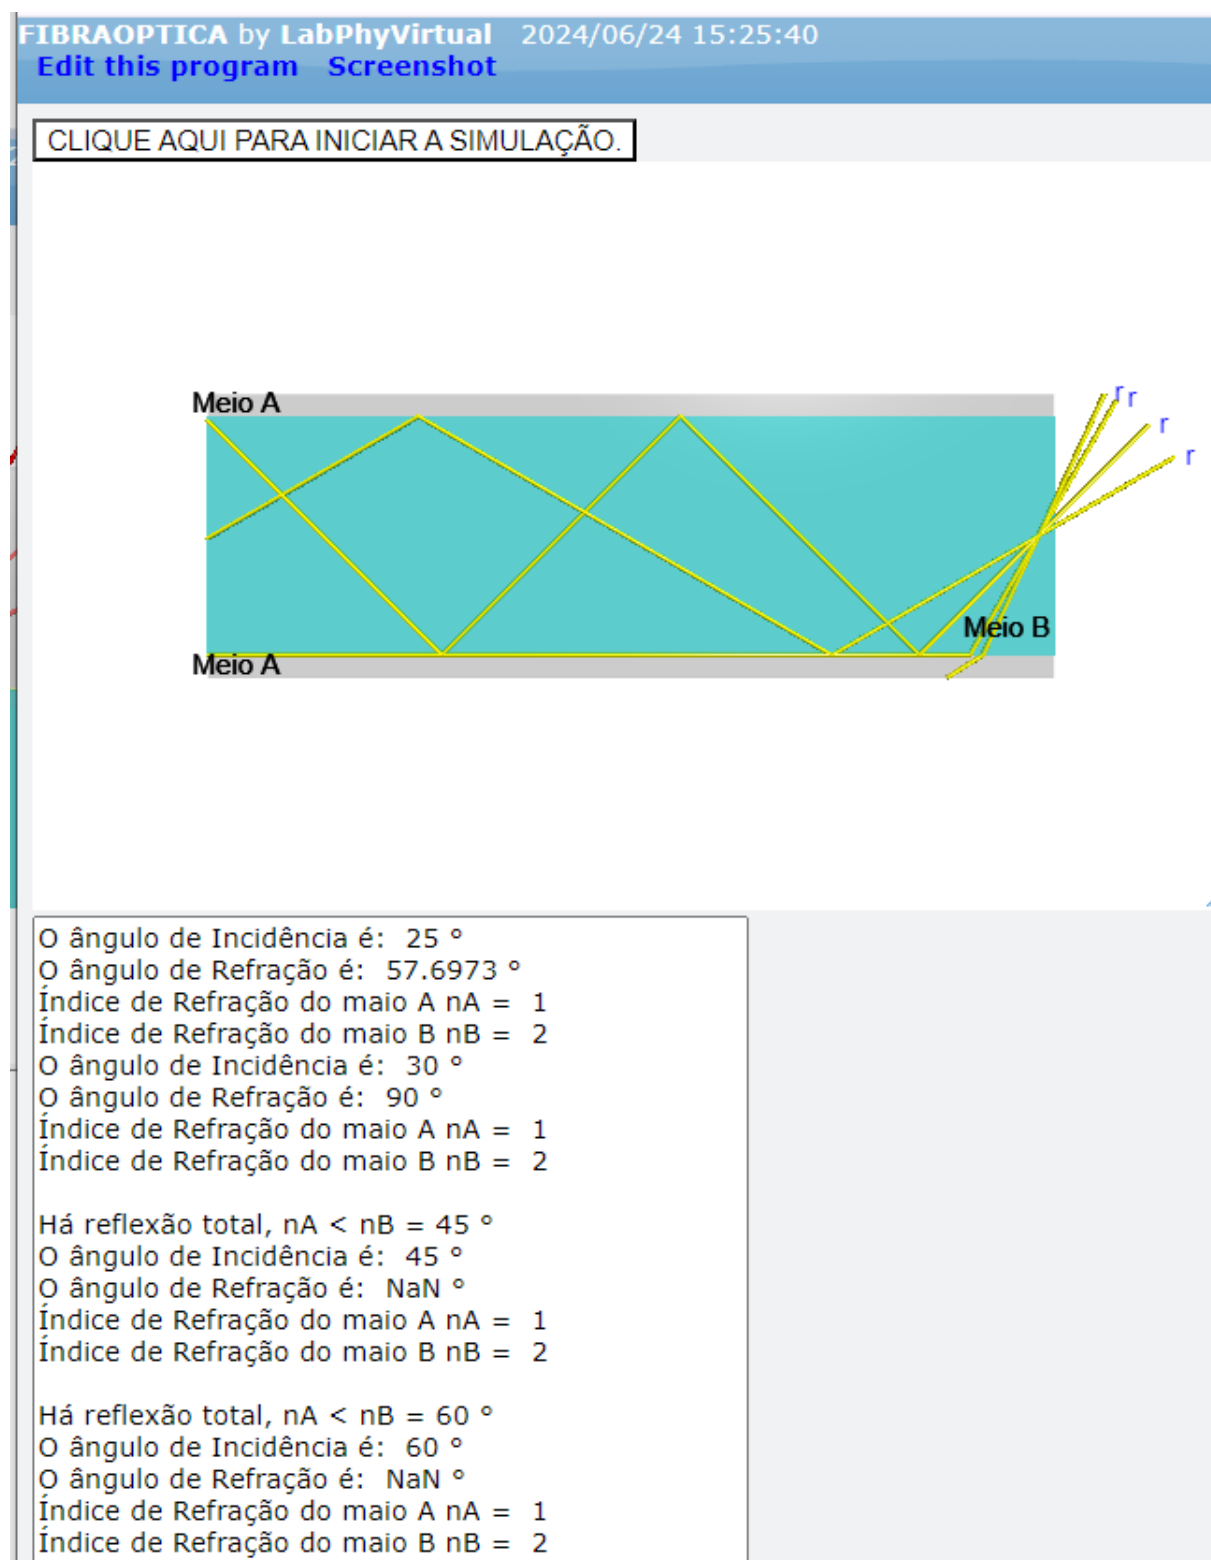 FIBRAOPTICA by LabPhyVirtual 2024/06/24 15:25:40
Edit this program Screenshot
CLIQUE AQUI PARA INICIAR A SIMULAÇÃO.
Meio A
r
r
r
r
Meio B
Meio A
O ângulo de Incidência é: 25 º
O ângulo de Refração é: 57.6973 º
Índice de Refração do maio A nA = 1
Índice de Refração do maio B nB = 2
O ângulo de Incidência é: 30 º
O ângulo de Refração é: 90 º
Índice de Refração do maio A nA = 1
Índice de Refração do maio B nB = 2
Há reflexão total, nA < nB = 45 º
O ângulo de Incidência é: 45 º
O ângulo de Refração é: NaN º
Índice de Refração do maio A nA = 1
Índice de Refração do maio B nB = 2
Há reflexão total, nA < nB = 60 º
O ângulo de Incidência é: 60 º
O ângulo de Refração é: NaN º
Índice de Refração do maio A nA = 1
Índice de Refração do maio B nB = 2